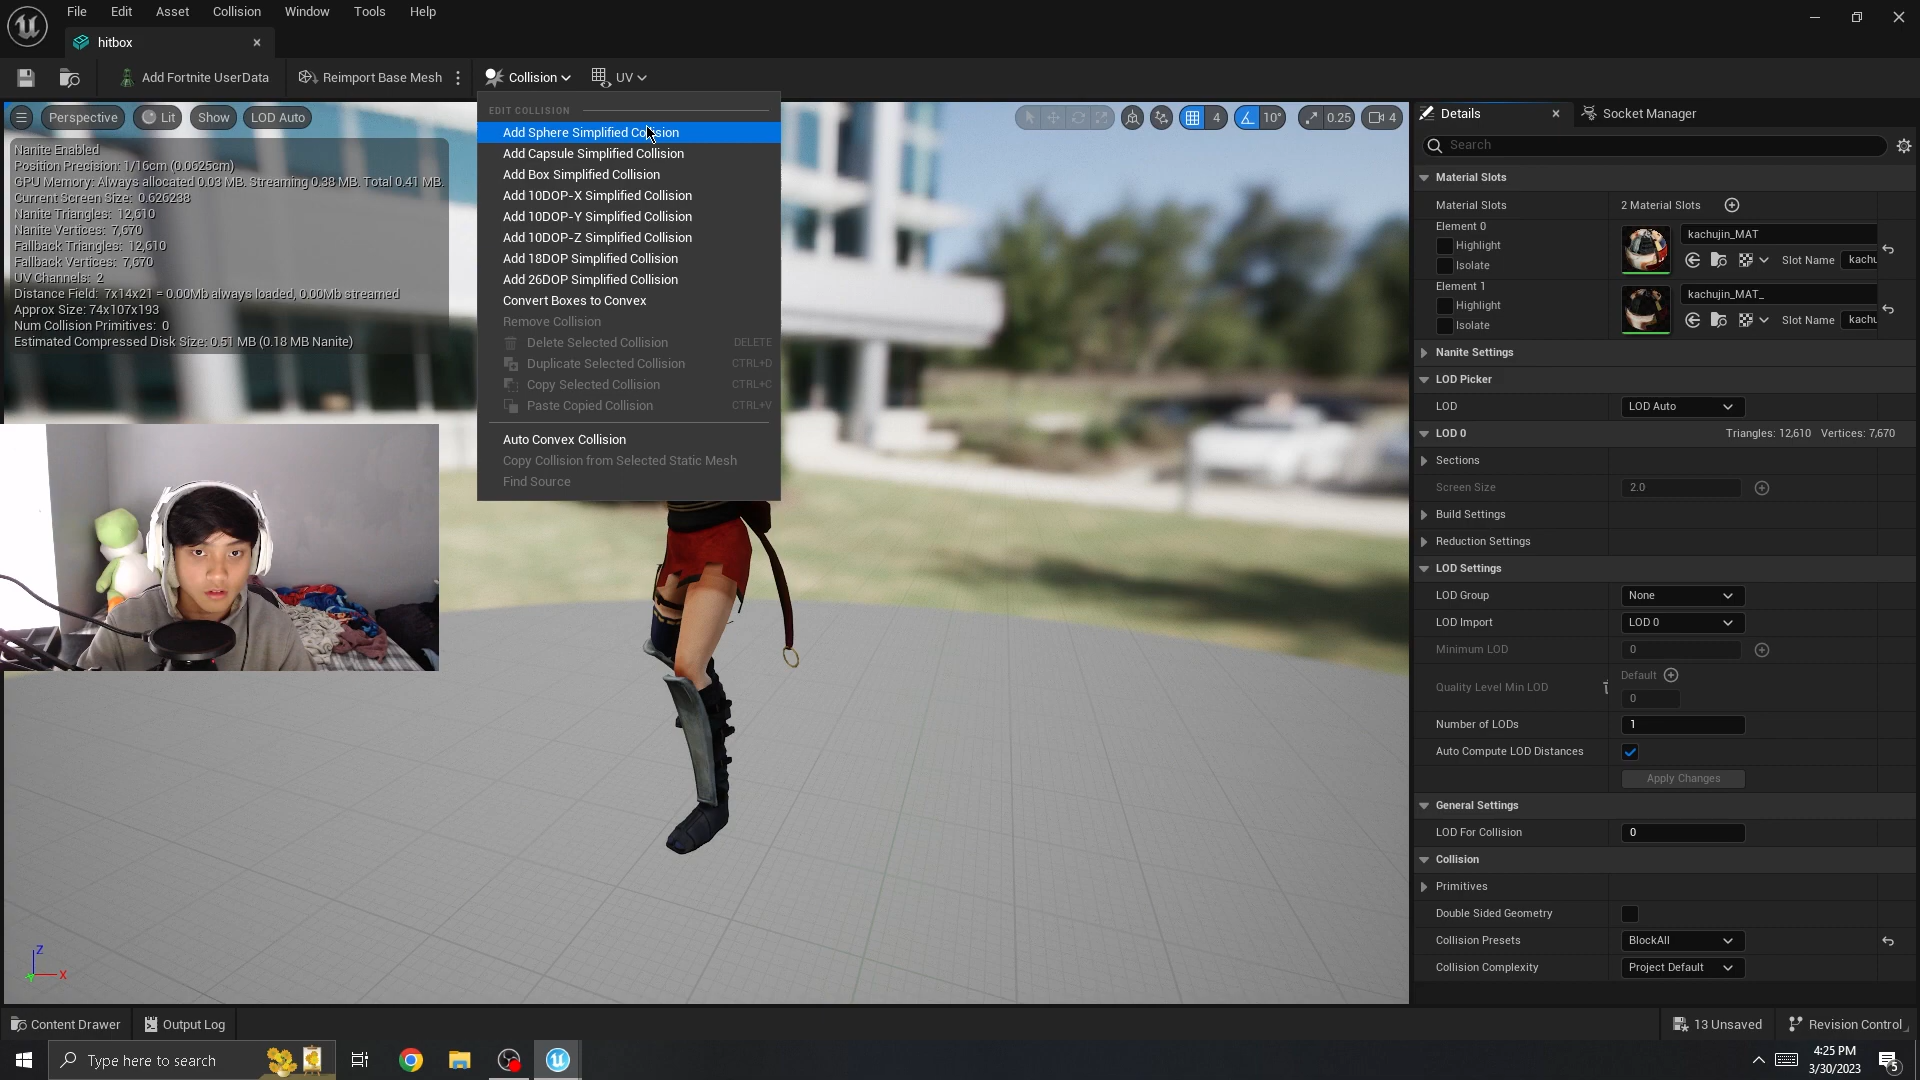 File Edit Asset Collision Window Tools Help
hitbox
Add Fortnite UserData Reimport Base Mesh Collision UV
Perspective Lit Show LOD Auto
4 10° 0.25 4
Nanite Enabled
Position Precision: 1/16cm (0.0625cm)
GPU Memory: Always allocated 0.03 MB. Streaming 0.38 MB. Total 0.41 MB.
Current Screen Size: 0.626238
Nanite Triangles: 12,610
Nanite Vertices: 7,670
Fallback Triangles: 12,610
Fallback Vertices: 7,670
UV Channels: 2
Distance Field: 7x14x21 = 0.00Mb always loaded, 0.00Mb streamed
Approx Size: 74x107x193
Num Collision Primitives: 0
Estimated Compressed Disk Size: 0.51 MB (0.18 MB Nanite)
EDIT COLLISION
Add Sphere Simplified Collision
Add Capsule Simplified Collision
Add Box Simplified Collision
Add 10DOP-X Simplified Collision
Add 10DOP-Y Simplified Collision
Add 10DOP-Z Simplified Collision
Add 18DOP Simplified Collision
Add 26DOP Simplified Collision
Convert Boxes to Convex
Remove Collision
Delete Selected Collision DELETE
Duplicate Selected Collision CTRL+D
Copy Selected Collision CTRL+C
Paste Copied Collision CTRL+V
Auto Convex Collision
Copy Collision from Selected Static Mesh
Find Source
Z
X
Details Socket Manager
Search
Material Slots
Material Slots 2 Material Slots
Element 0 kachujin_MAT
Highlight
Isolate Slot Name kachu
Element 1 kachujin_MAT_
Highlight
Isolate Slot Name kachu
Nanite Settings
LOD Picker
LOD LOD Auto
LOD 0 Triangles: 12,610 Vertices: 7,670
Sections
Screen Size 2.0
Build Settings
Reduction Settings
LOD Settings
LOD Group None
LOD Import LOD 0
Minimum LOD 0
Quality Level Min LOD Default
0
Number of LODs 1
Auto Compute LOD Distances
Apply Changes
General Settings
LOD For Collision 0
Collision
Primitives
Double Sided Geometry
Collision Presets BlockAll
Collision Complexity Project Default
Content Drawer Output Log 13 Unsaved Revision Control
Type here to search
4:25 PM
3/30/2023
5